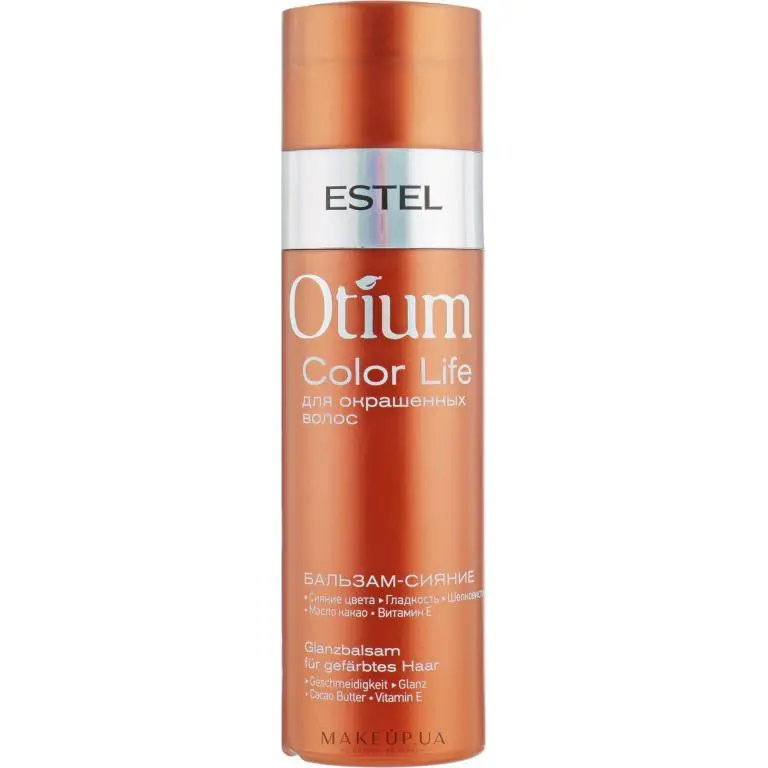 ESTEL
Otium
Color Life
для окрашенных
волос
БАЛЬЗАМ-СИЯНИЕ
▸Сияние цвета ▸Гладкость ▸
•Масло какао •Витамин Е
Glanzbalsam
für gefärbtes Haar
▸Geschmeidigkeit ▸Glanz
•Cacao Butter •Vitamin E
MAKEUP.UA